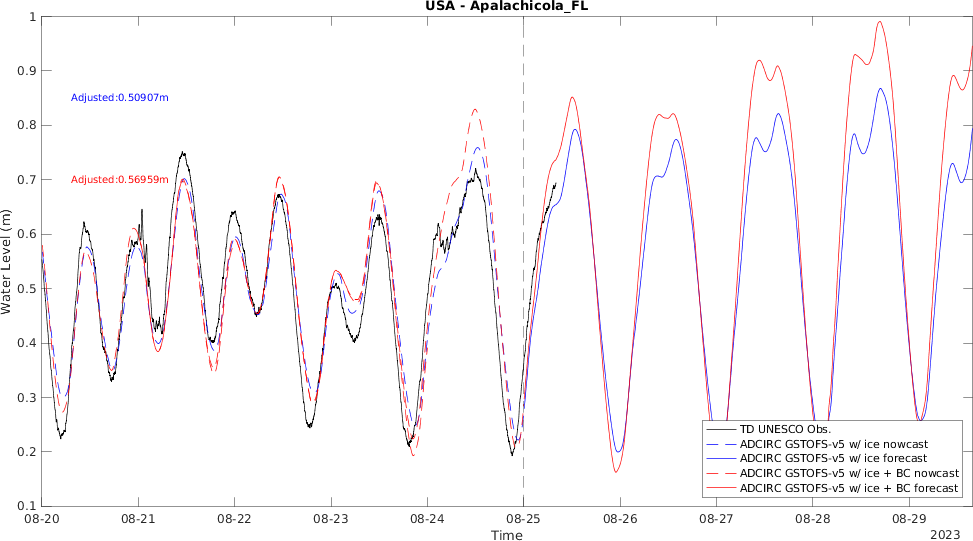 USA - Apalachicola_FL
Water Level (m)
1
0.9
0.8
0.7
0.6
0.5
0.4
0.3
0.2
0.1
Adjusted:0.50907m
Adjusted:0.56959m
TD UNESCO Obs.
ADCIRC GSTOFS-v5 w/ ice nowcast
ADCIRC GSTOFS-v5 w/ ice forecast
ADCIRC GSTOFS-v5 w/ ice + BC nowcast
ADCIRC GSTOFS-v5 w/ ice + BC forecast
08-20 08-21 08-22 08-23 08-24 08-25 08-26 08-27 08-28 08-29
Time
2023